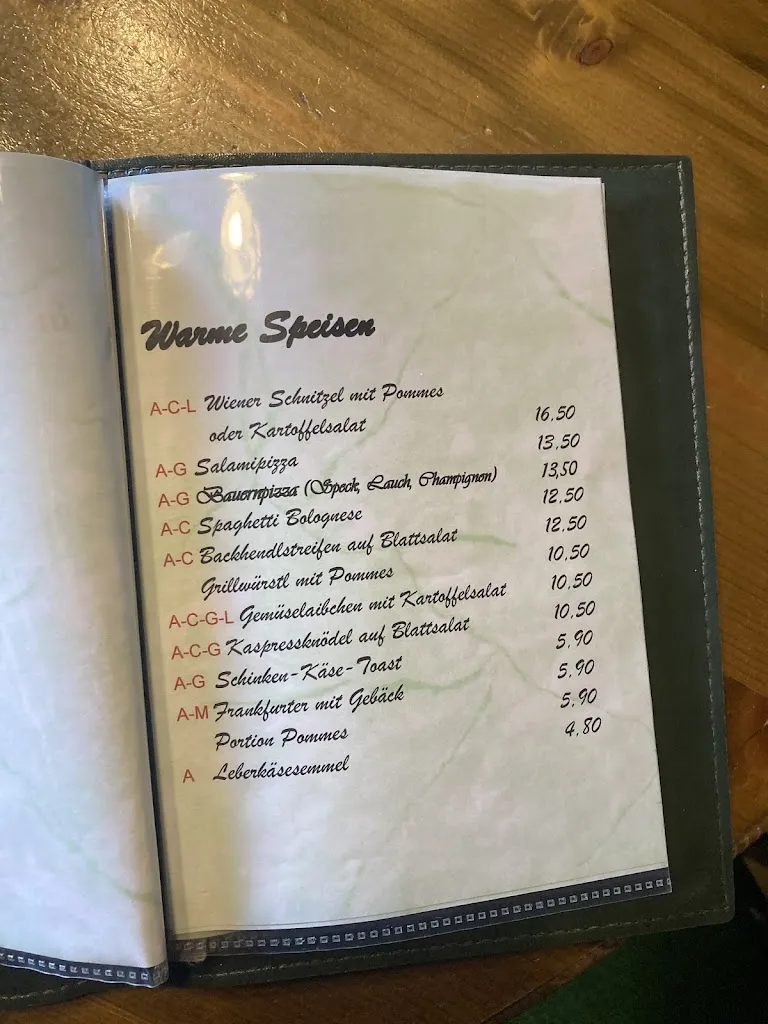 Warme Speisen
A-C-L Wiener Schnitzel mit Pommes
oder Kartoffelsalat 16,50
A-G Salamipizza 13,50
A-G Bauernpizza (Speck, Lauch, Champignon) 13,50
A-C Spaghetti Bolognese 12,50
A-C Backhendlstreifen auf Blattsalat 12,50
Grillwürstl mit Pommes 10,50
A-C-G-L Gemüselaibchen mit Kartoffelsalat 10,50
A-C-G Kaspressknödel auf Blattsalat 10,50
A-G Schinken-Käse-Toast 5,90
A-M Frankfurter mit Gebäck 5,90
Portion Pommes 5,90
A Leberkäsesemmel 4,80